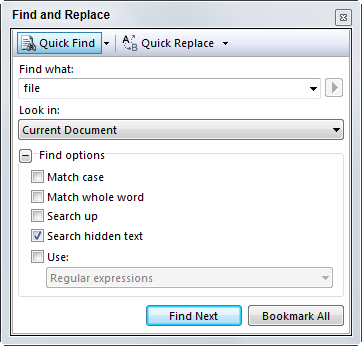 Find and Replace
Quick Find Quick Replace
Find what:
file
Look in:
Current Document
Find options
Match case
Match whole word
Search up
Search hidden text
Use:
Regular expressions
Find Next Bookmark All